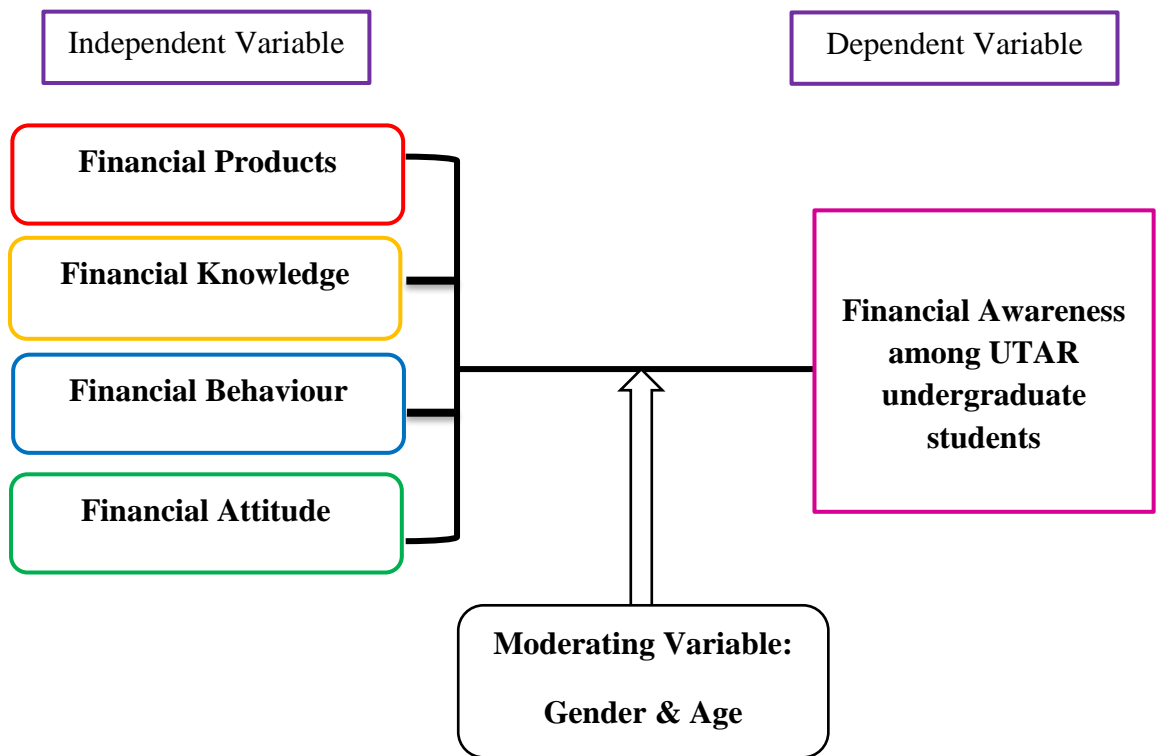 Independent Variable
Dependent Variable
Financial Products
Financial Knowledge
Financial Behaviour
Financial Attitude
Financial Awareness
among UTAR
undergraduate
students
Moderating Variable:
Gender & Age